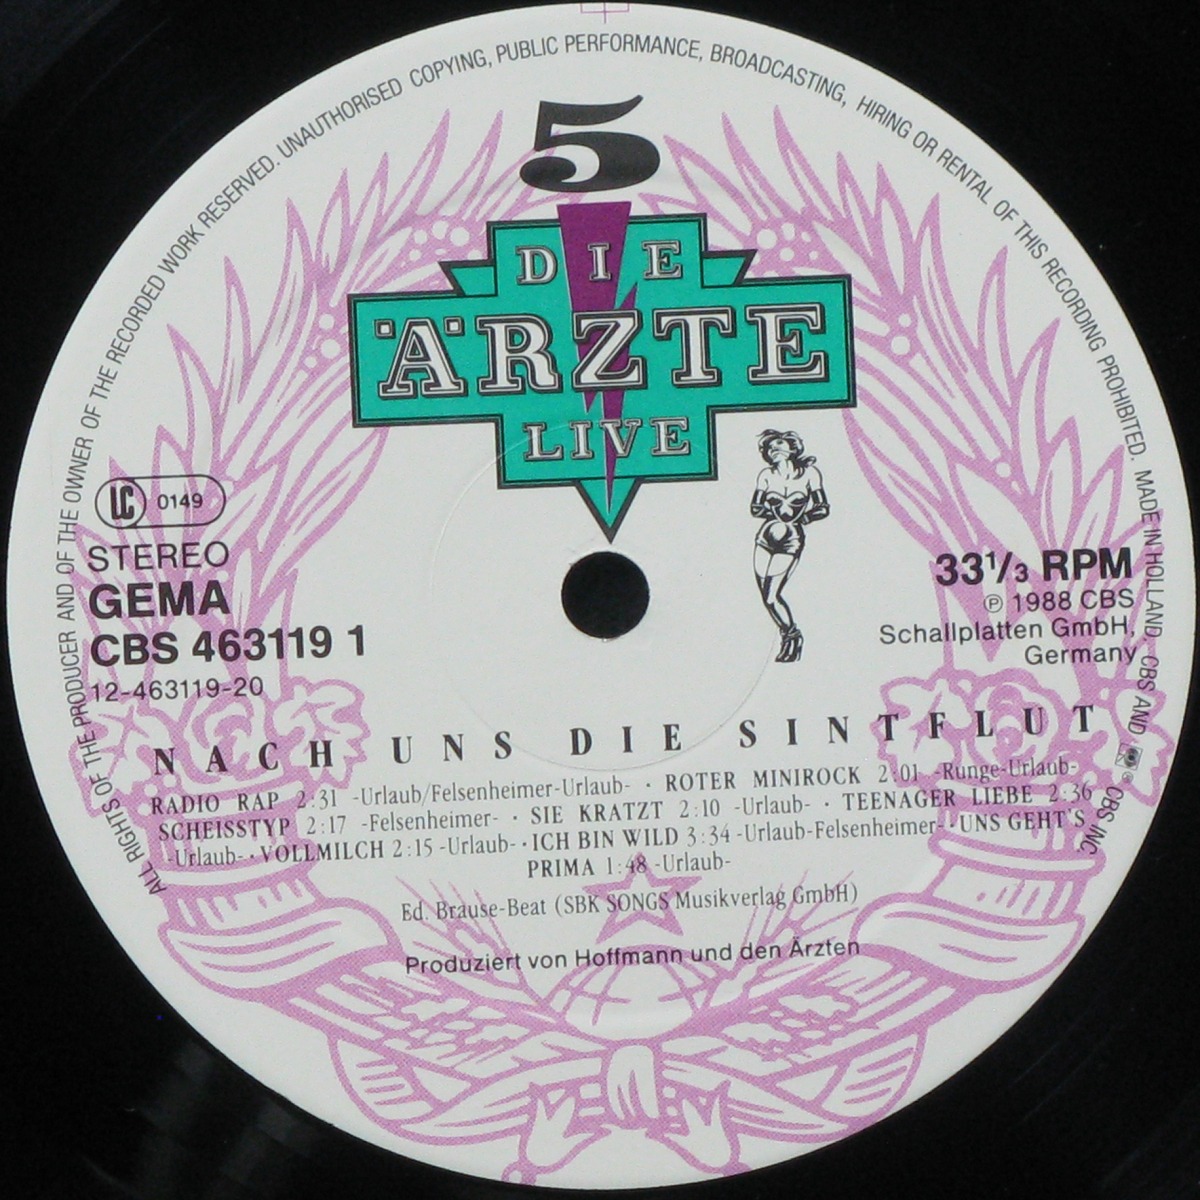 ALL RIGHTS OF THE PRODUCER AND OF THE OWNER OF THE RECORDED WORK RESERVED. UNAUTHORISED COPYING, PUBLIC PERFORMANCE, BROADCASTING, HIRING OR RENTAL OF THIS RECORDING PROHIBITED. MADE IN HOLLAND. CBS AND CBS INC
5
DIE
ÄRZTE
LIVE
LC 0149
STEREO
GEMA
CBS 463119 1
12-463119-20
33 1/3 RPM
℗ 1988 CBS
Schallplatten GmbH,
Germany
NACH UNS DIE SINTFLUT
RADIO RAP 2:31 -Urlaub/Felsenheimer-Urlaub- · ROTER MINIROCK 2:01 -Runge-Urlaub-
SCHEISSTYP 2:17 -Felsenheimer- · SIE KRATZT 2:10 -Urlaub- · TEENAGER LIEBE 2:36
-Urlaub- · VOLLMILCH 2:15 -Urlaub- · ICH BIN WILD 3:34 -Urlaub-Felsenheimer- · UNS GEHT'S
PRIMA 1:48 -Urlaub-
Ed. Brause-Beat (SBK SONGS Musikverlag GmbH)
Produziert von Hoffmann und den Ärzten